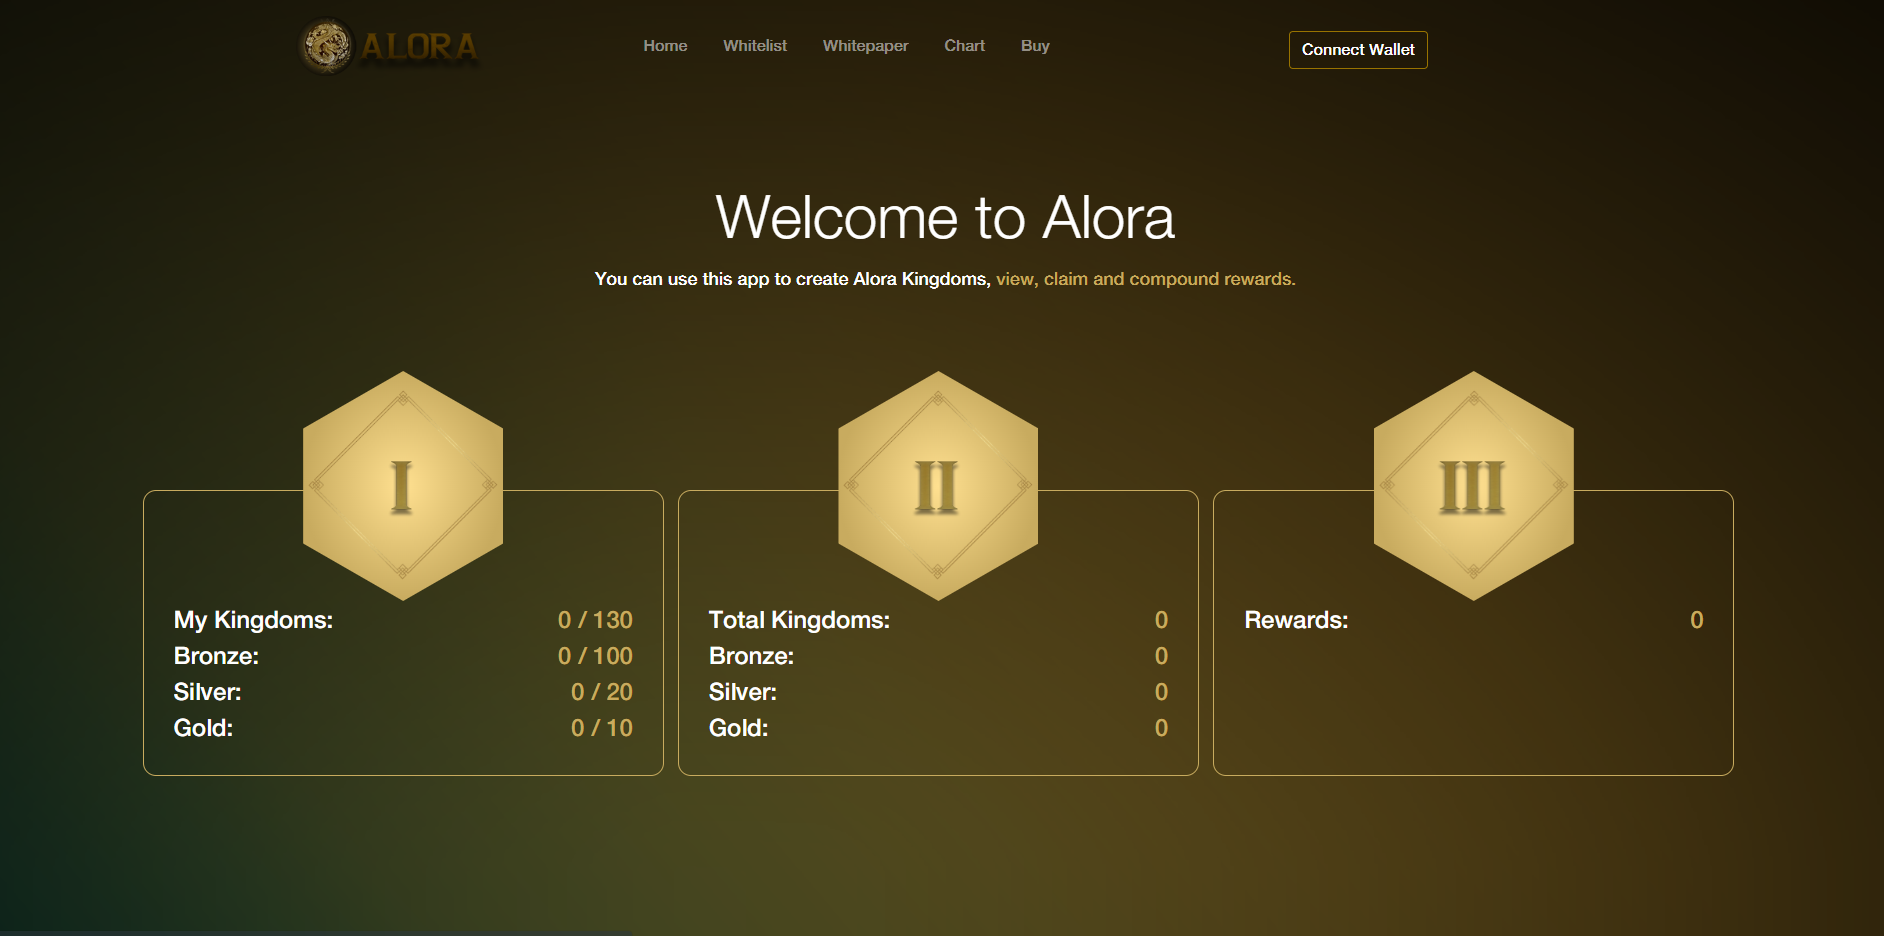 ALORA
Home Whitelist Whitepaper Chart Buy
Connect Wallet
Welcome to Alora
You can use this app to create Alora Kingdoms, view, claim and compound rewards.
I
II
III
My Kingdoms: 0 / 130
Bronze: 0 / 100
Silver: 0 / 20
Gold: 0 / 10
Total Kingdoms: 0
Bronze: 0
Silver: 0
Gold: 0
Rewards: 0